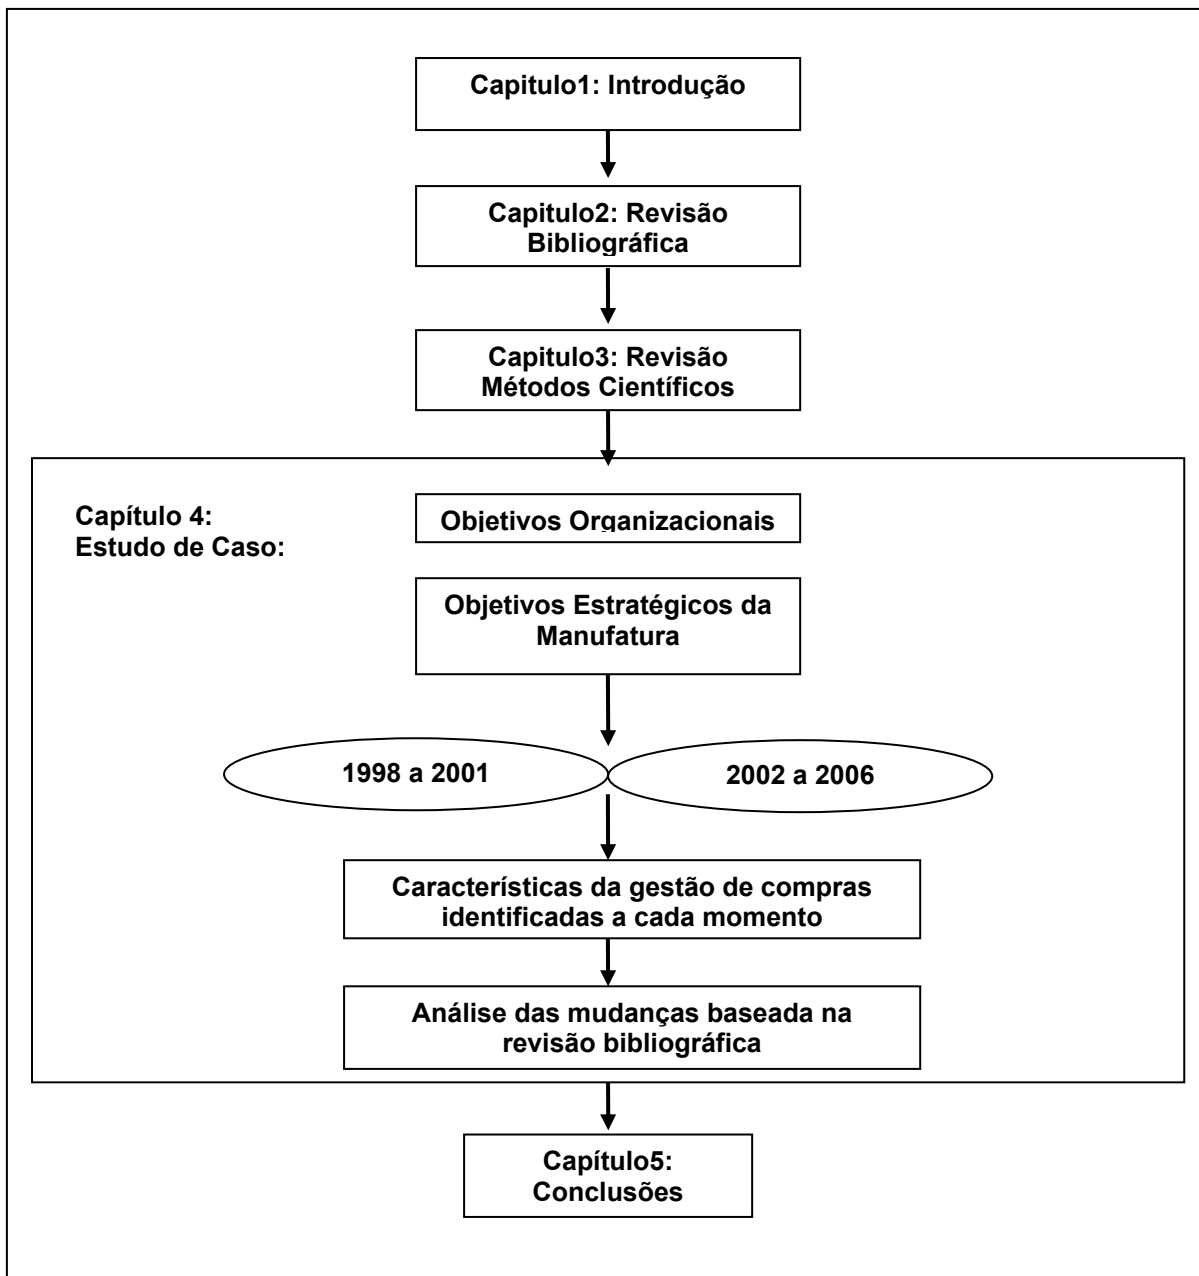 Capitulo1: Introdução
Capitulo2: Revisão
Bibliográfica
Capitulo3: Revisão
Métodos Científicos
Capítulo 4:
Estudo de Caso:
Objetivos Organizacionais
Objetivos Estratégicos da
Manufatura
1998 a 2001
2002 a 2006
Características da gestão de compras
identificadas a cada momento
Análise das mudanças baseada na
revisão bibliográfica
Capítulo5:
Conclusões